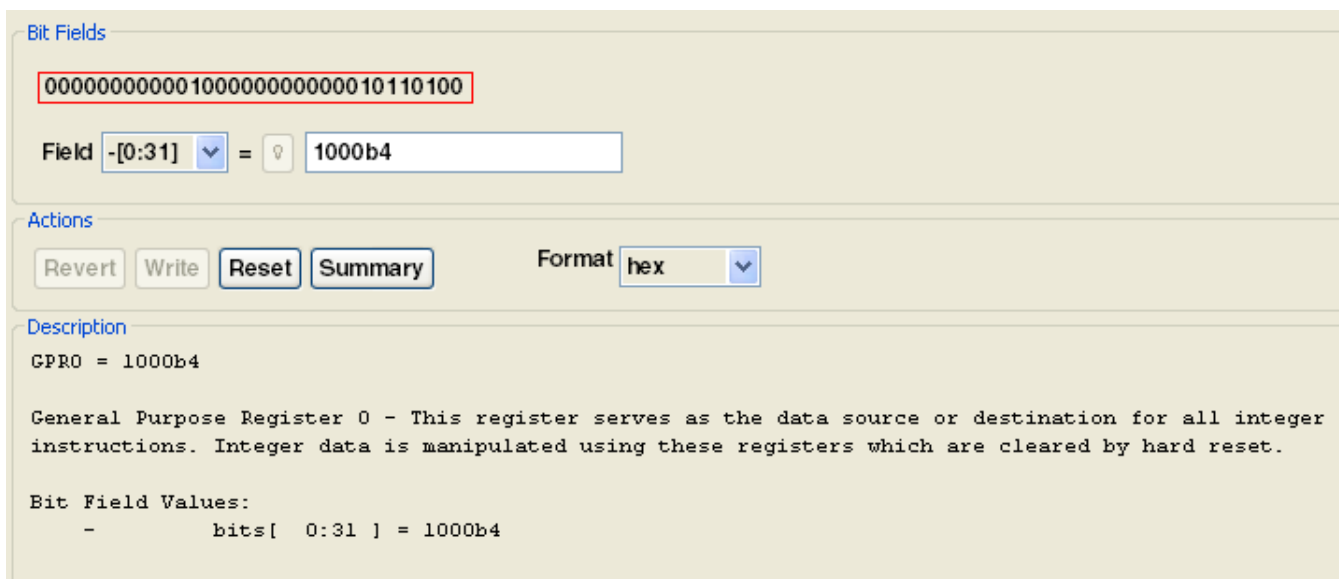 Bit Fields
00000000000100000000000010110100
Field -[0:31] = 1000b4
Actions
Revert Write Reset Summary Format hex
Description
GPR0 = 1000b4
General Purpose Register 0 - This register serves as the data source or destination for all integer
instructions. Integer data is manipulated using these registers which are cleared by hard reset.
Bit Field Values:
- bits[ 0:31 ] = 1000b4